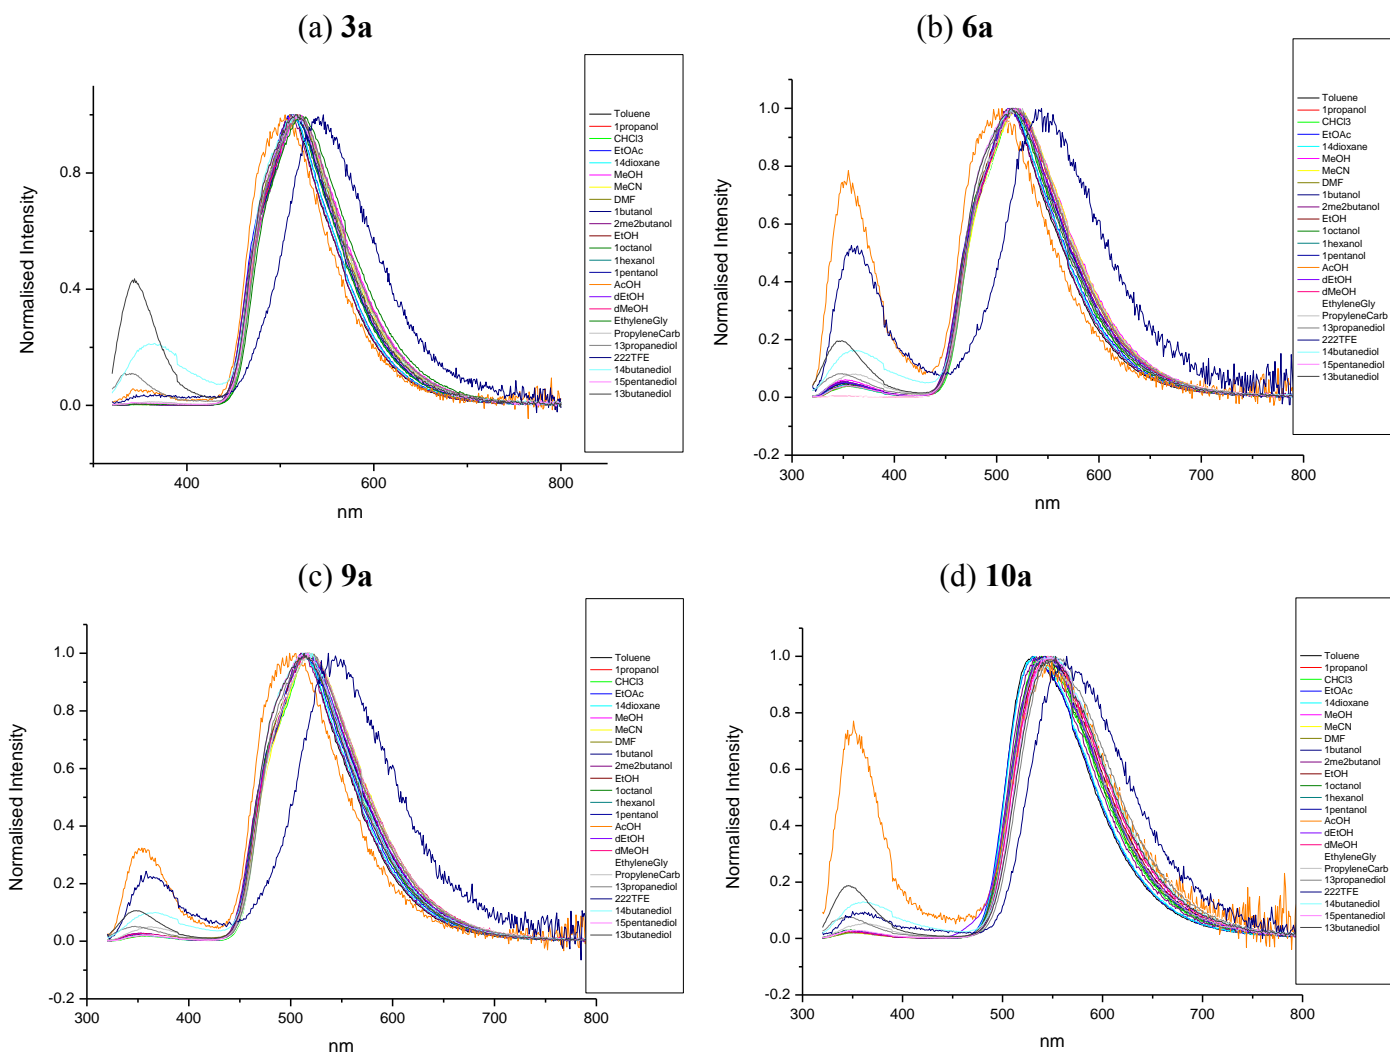 (a) 3a
Normalised Intensity
0.8
0.4
0.0
400
600
800
nm
Toluene
1propanol
CHCl3
EtOAc
14dioxane
MeOH
MeCN
DMF
1butanol
2me2butanol
EtOH
1octanol
1hexanol
1pentanol
AcOH
dEtOH
dMeOH
EthyleneGly
PropyleneCarb
13propanediol
222TFE
14butanediol
15pentanediol
13butanediol
(b) 6a
Normalised Intensity
1.0
0.8
0.6
0.4
0.2
0.0
-0.2
300
400
500
600
700
800
nm
Toluene
1propanol
CHCl3
EtOAc
14dioxane
MeOH
MeCN
DMF
1butanol
2me2butanol
EtOH
1octanol
1hexanol
1pentanol
AcOH
dEtOH
dMeOH
EthyleneGly
PropyleneCarb
13propanediol
222TFE
14butanediol
15pentanediol
13butanediol
(c) 9a
Normalised Intensity
1.0
0.8
0.6
0.4
0.2
0.0
-0.2
300
400
500
600
700
800
nm
Toluene
1propanol
CHCl3
EtOAc
14dioxane
MeOH
MeCN
DMF
1butanol
2me2butanol
EtOH
1octanol
1hexanol
1pentanol
AcOH
dEtOH
dMeOH
EthyleneGly
PropyleneCarb
13propanediol
222TFE
14butanediol
15pentanediol
13butanediol
(d) 10a
Normalised Intensity
1.0
0.8
0.6
0.4
0.2
0.0
-0.2
300
400
500
600
700
800
nm
Toluene
1propanol
CHCl3
EtOAc
14dioxane
MeOH
MeCN
DMF
1butanol
2me2butanol
EtOH
1octanol
1hexanol
1pentanol
AcOH
dEtOH
dMeOH
EthyleneGly
PropyleneCarb
13propanediol
222TFE
14butanediol
15pentanediol
13butanediol